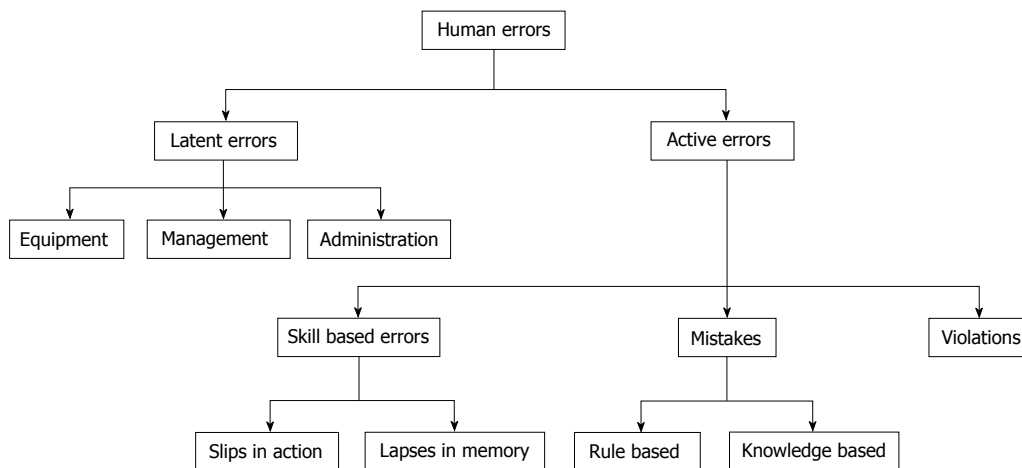 Human errors
Latent errors
Active errors
Equipment
Management
Administration
Skill based errors
Mistakes
Violations
Slips in action
Lapses in memory
Rule based
Knowledge based